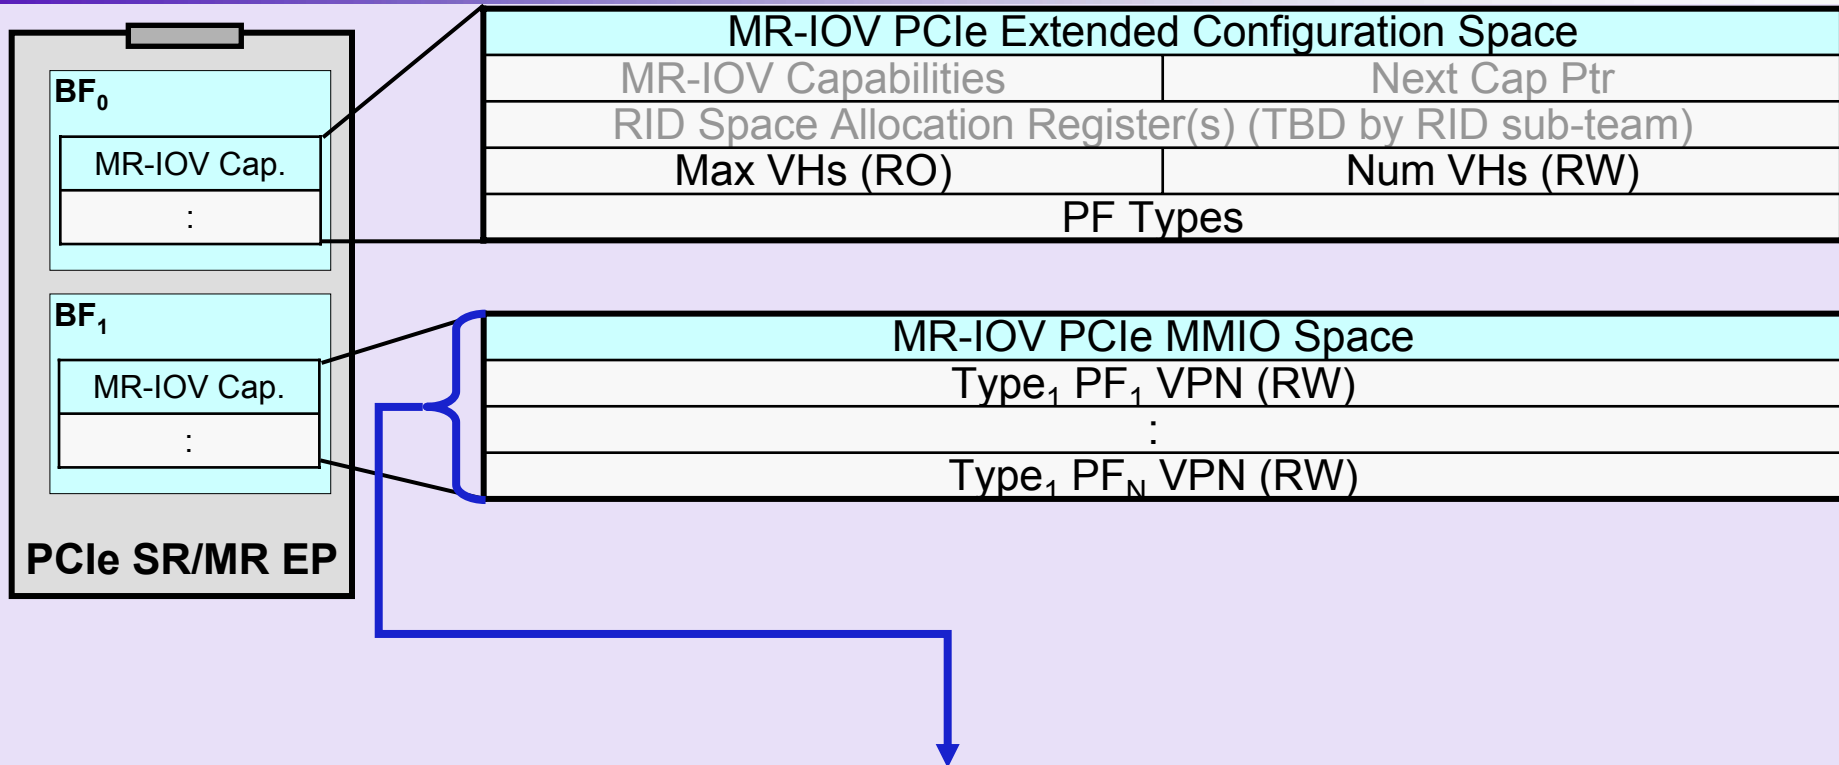 BF0
MR-IOV Cap.
:
BF1
MR-IOV Cap.
:
PCIe SR/MR EP
MR-IOV PCIe Extended Configuration Space
MR-IOV Capabilities Next Cap Ptr
RID Space Allocation Register(s) (TBD by RID sub-team)
Max VHs (RO) Num VHs (RW)
PF Types
MR-IOV PCIe MMIO Space
Type1 PF1 VPN (RW)
:
Type1 PFN VPN (RW)